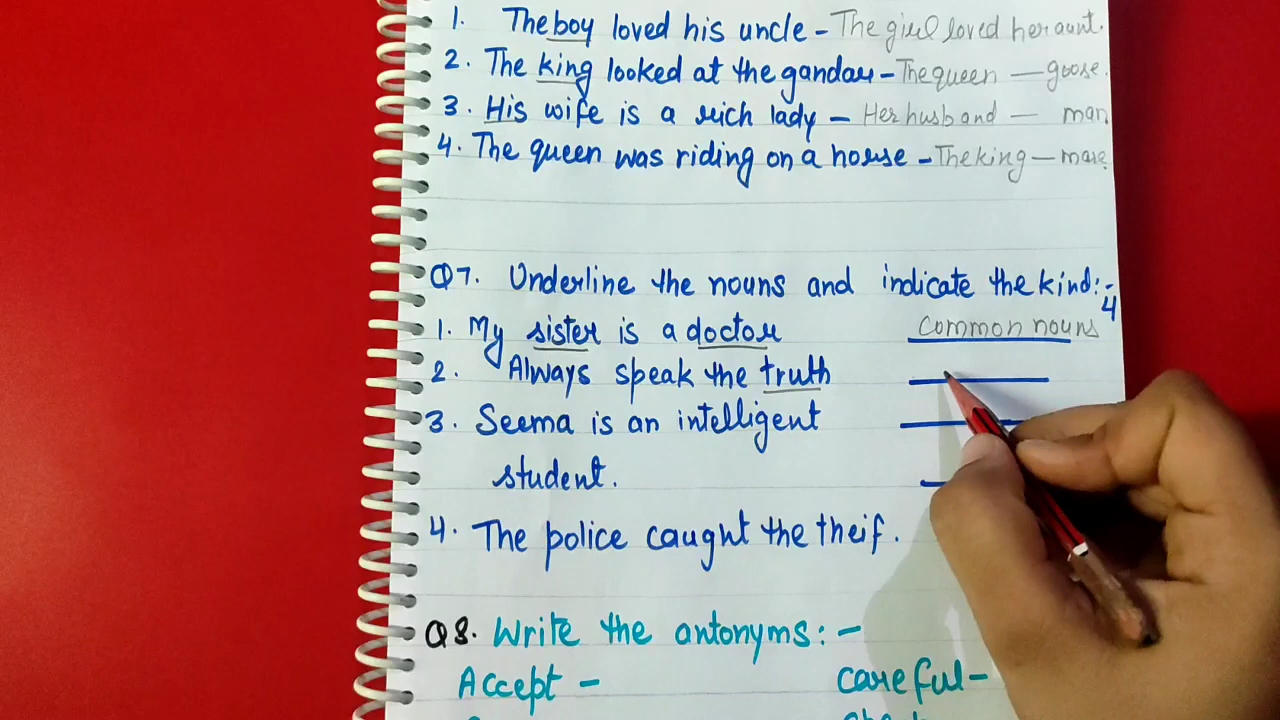 1. The boy loved his uncle - The girl loved her aunt.
2. The king looked at the gandar - The queen — goose.
3. His wife is a rich lady - Her husband — man
4. The queen was riding on a horse - The king - mare.
Q7. Underline the nouns and indicate the kind:- 4
1. My sister is a doctor Common nouns
2. Always speak the truth
3. Seema is an intelligent
student.
4. The police caught the theif.
Q8. Write the antonyms:-
Accept - careful-